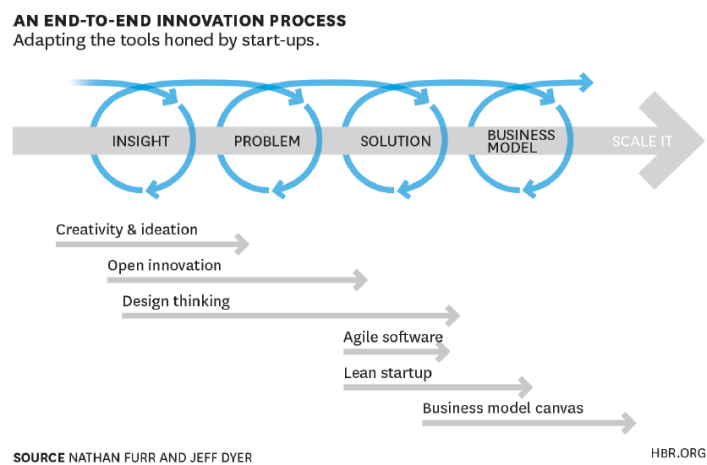 AN END-TO-END INNOVATION PROCESS
Adapting the tools honed by start-ups.
INSIGHT
PROBLEM
SOLUTION
BUSINESS
MODEL
SCALE IT
Creativity & ideation
Open innovation
Design thinking
Agile software
Lean startup
Business model canvas
SOURCE NATHAN FURR AND JEFF DYER
HBR.ORG